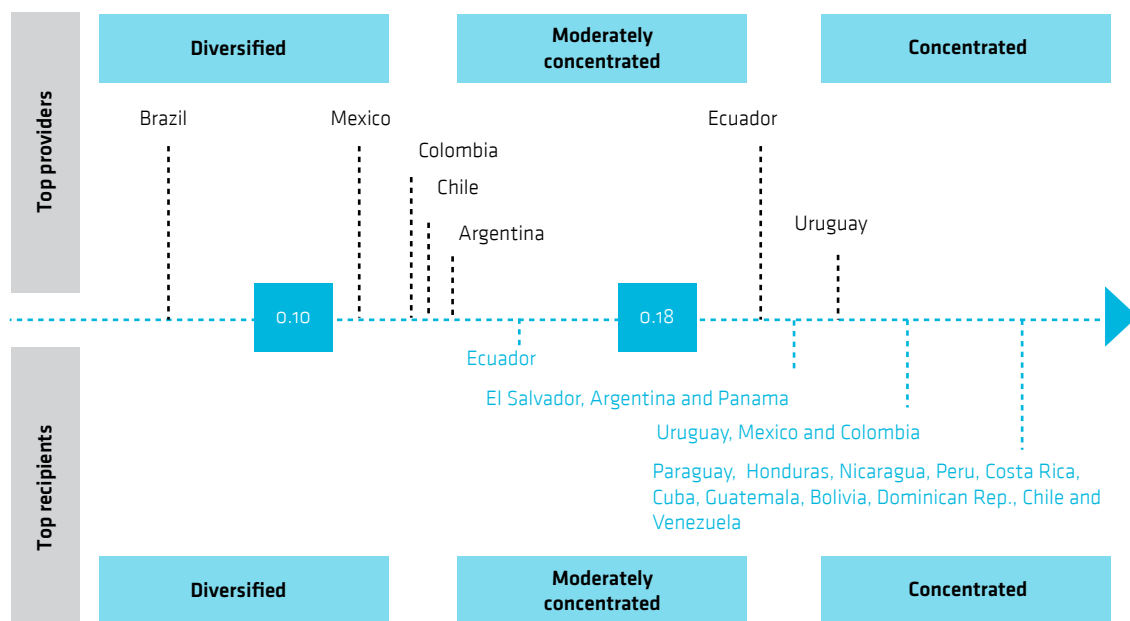 Top providers
Diversified
Moderately
concentrated
Concentrated
Brazil
Mexico
Colombia
Chile
Argentina
Ecuador
Uruguay
0.10
0.18
Top recipients
Ecuador
El Salvador, Argentina and Panama
Uruguay, Mexico and Colombia
Paraguay, Honduras, Nicaragua, Peru, Costa Rica,
Cuba, Guatemala, Bolivia, Dominican Rep., Chile and
Venezuela
Diversified
Moderately
concentrated
Concentrated